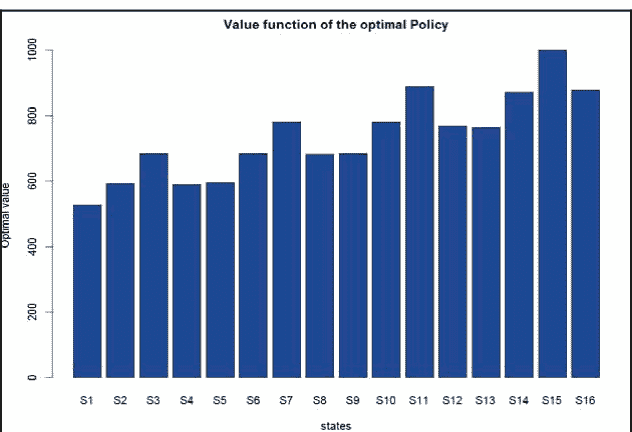 Value function of the optimal Policy
1000
800
600
400
200
0
Optimal value
S1 S2 S3 S4 S5 S6 S7 S8 S9 S10 S11 S12 S13 S14 S15 S16
states